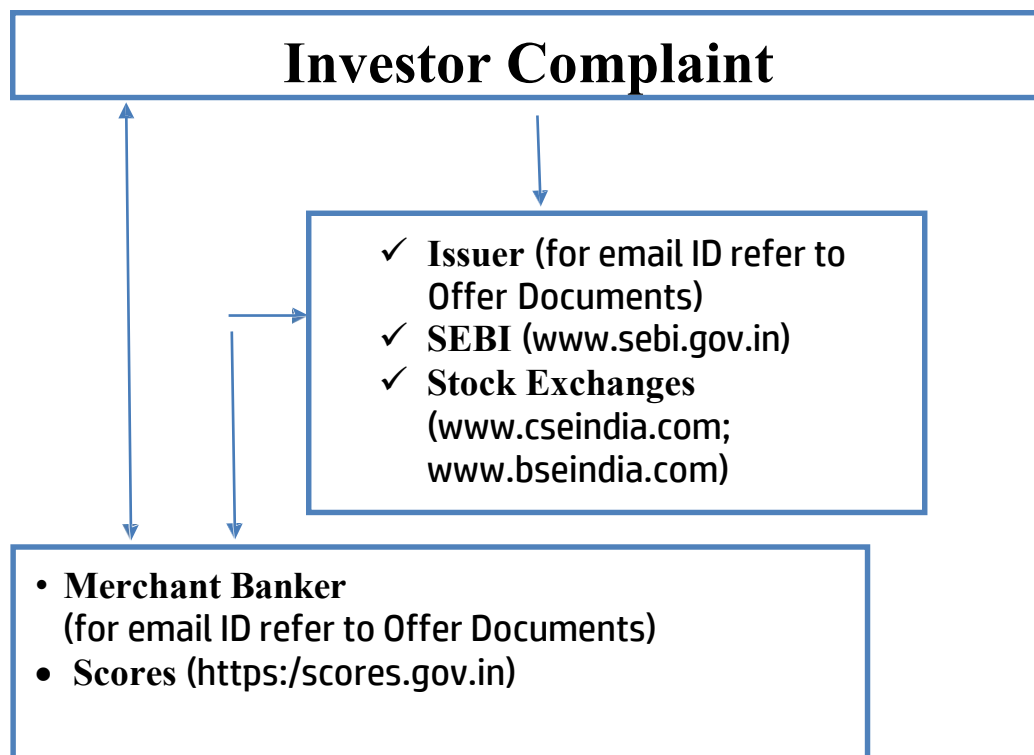 Investor Complaint
✓ Issuer (for email ID refer to
Offer Documents)
✓ SEBI (www.sebi.gov.in)
✓ Stock Exchanges
(www.cseindia.com;
www.bseindia.com)
• Merchant Banker
(for email ID refer to Offer Documents)
• Scores (https:/scores.gov.in)